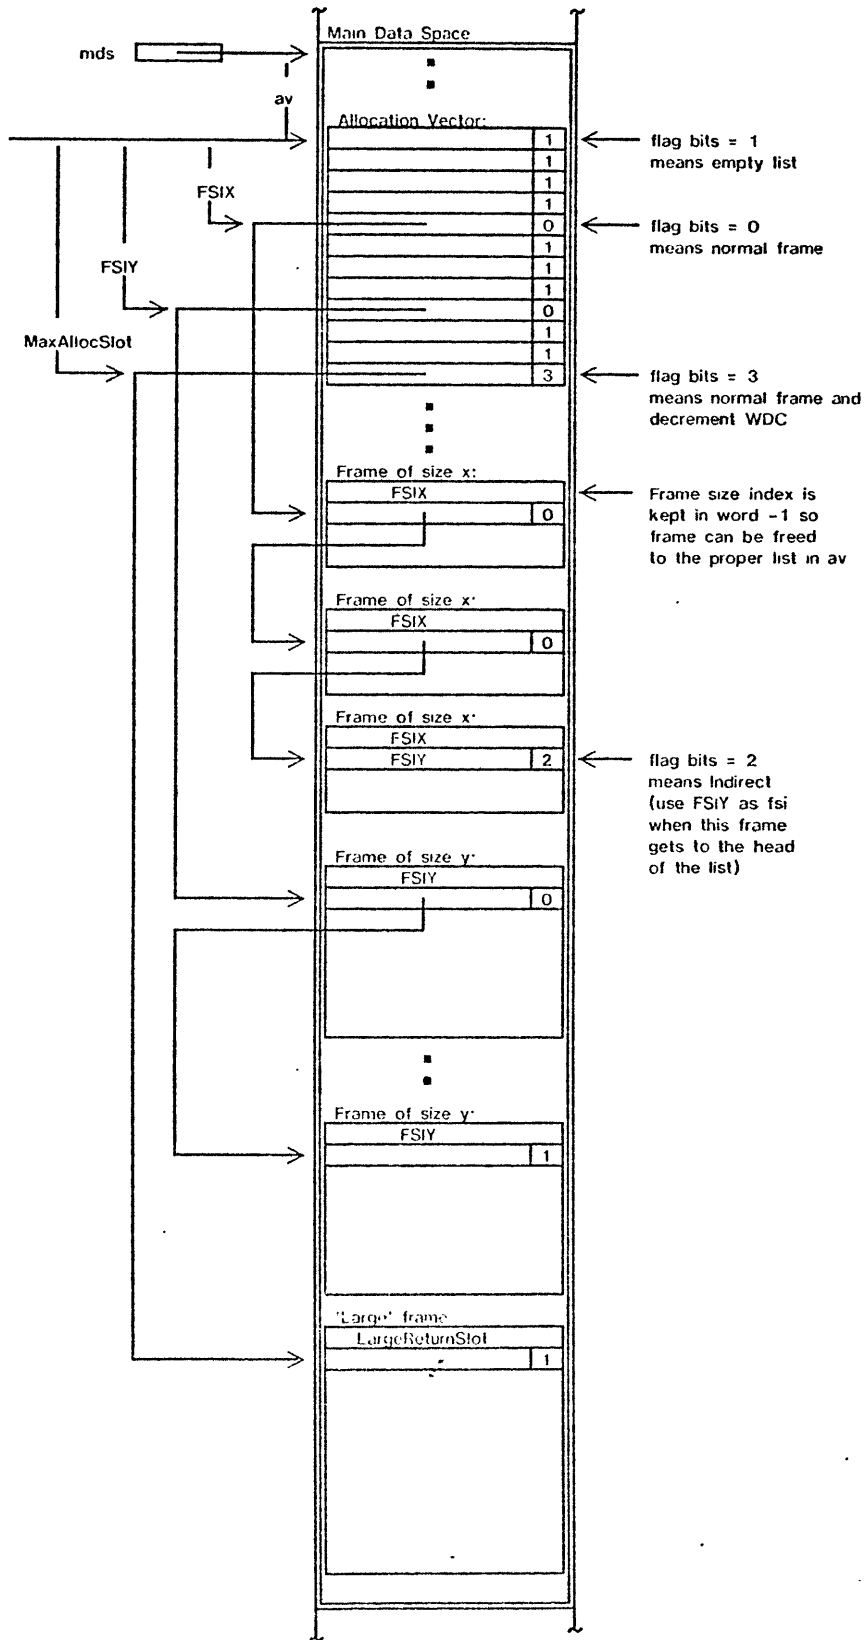 Main Data Space
mds
av
Allocation Vector:
1
flag bits = 1
means empty list
1
1
1
FSIX
0
flag bits = 0
means normal frame
1
FSIY
1
1
0
1
MaxAllocSlot
1
3
flag bits = 3
means normal frame and
decrement WDC
Frame of size x:
FSIX
0
Frame size index is
kept in word -1 so
frame can be freed
to the proper list in av
Frame of size x:
FSIX
0
Frame of size x:
FSIX
FSIY 2
flag bits = 2
means Indirect
(use FSIY as fsi
when this frame
gets to the head
of the list)
Frame of size y:
FSIY
0
Frame of size y:
FSIY
1
"Large" frame
LargeReturnSlot
1